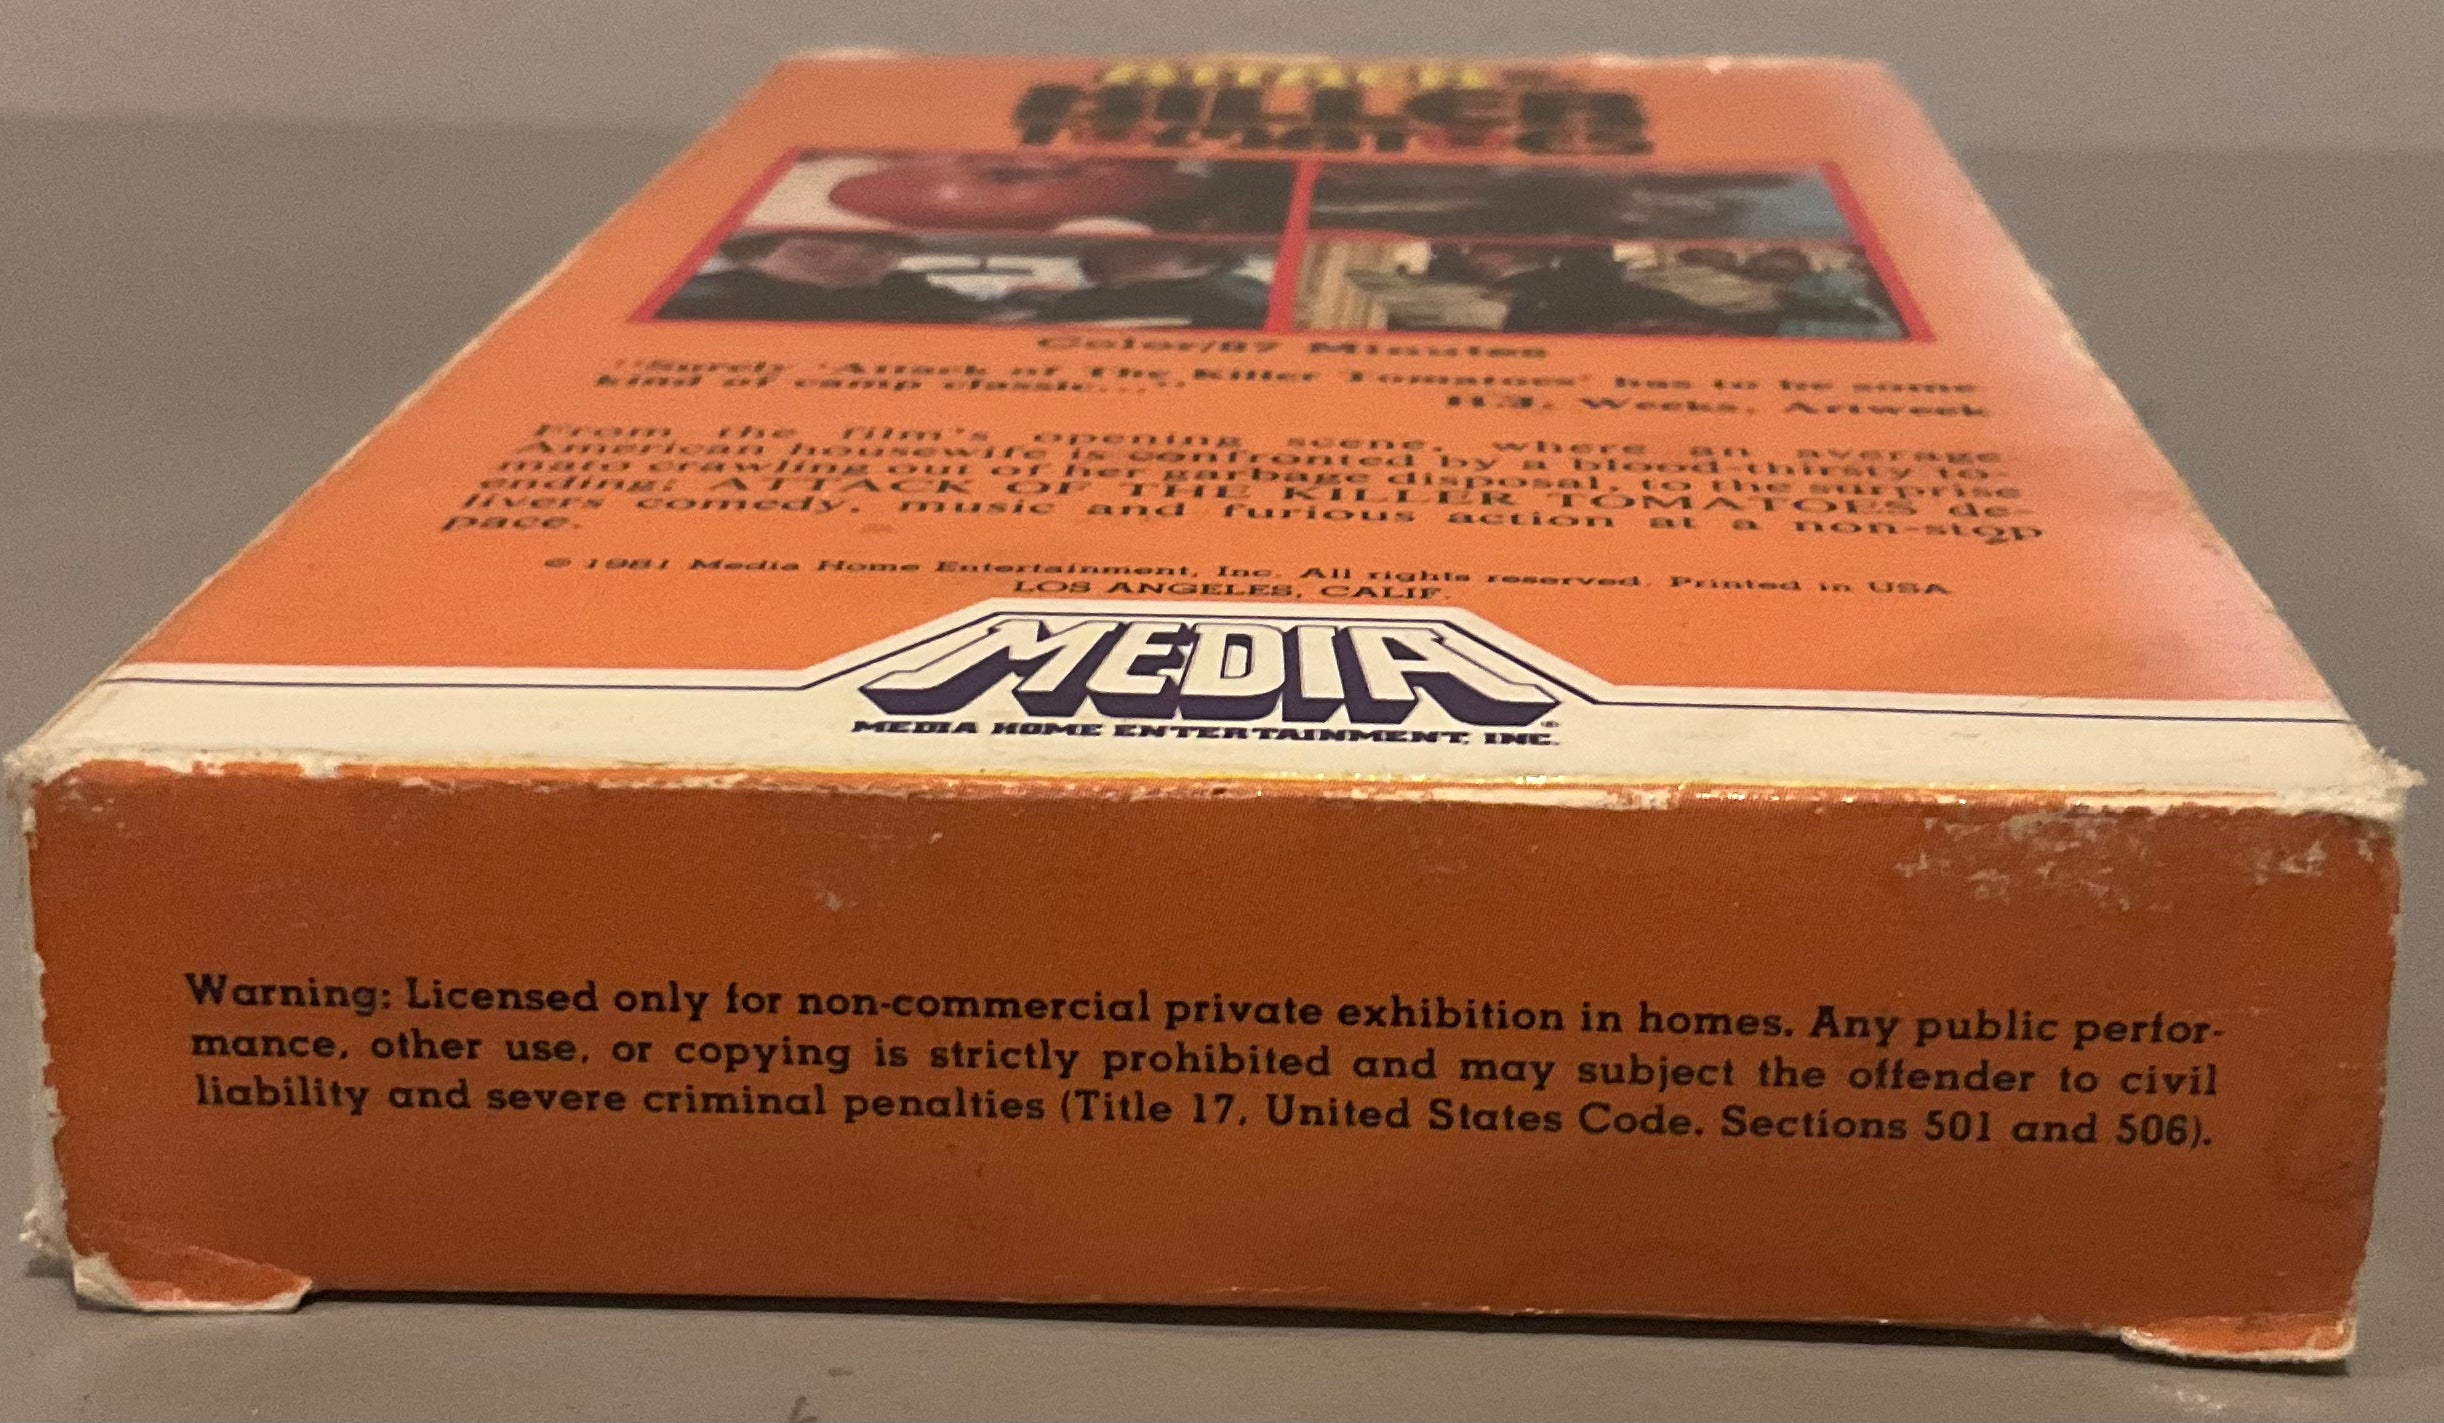 ATTACK OF THE
KILLER
TOMATOES
Color/87 Minutes
"Surely 'Attack of The Killer Tomatoes' has to be some
kind of camp classic...".
Weeks, Artweek
From the film's opening scene, where an average
American housewife is confronted by a blood-thirsty to-
mato crawling out of her garbage disposal, to the surprise
ending; ATTACK OF THE KILLER TOMATOES de-
livers comedy, music and furious action at a non-stop
pace.
© 1981 Media Home Entertainment, Inc. All rights reserved. Printed in USA
LOS ANGELES, CALIF.
MEDIA®
MEDIA HOME ENTERTAINMENT, INC.
Warning: Licensed only for non-commercial private exhibition in homes. Any public perfor-
mance, other use, or copying is strictly prohibited and may subject the offender to civil
liability and severe criminal penalties (Title 17, United States Code. Sections 501 and 506).